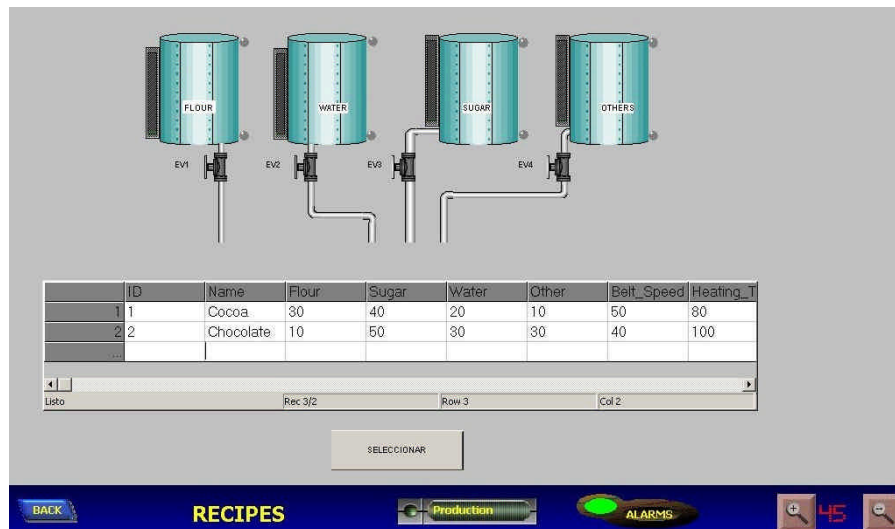 FLOUR WATER SUGAR OTHERS
EV1 EV2 EV3 EV4
ID Name Flour Sugar Water Other Belt_Speed Heating_T
1 1 Cocoa 30 40 20 10 50 80
2 2 Chocolate 10 50 30 30 40 100
...
Listo Rec 3/2 Row 3 Col 2
SELECCIONAR
BACK RECIPES Production ALARMS 45